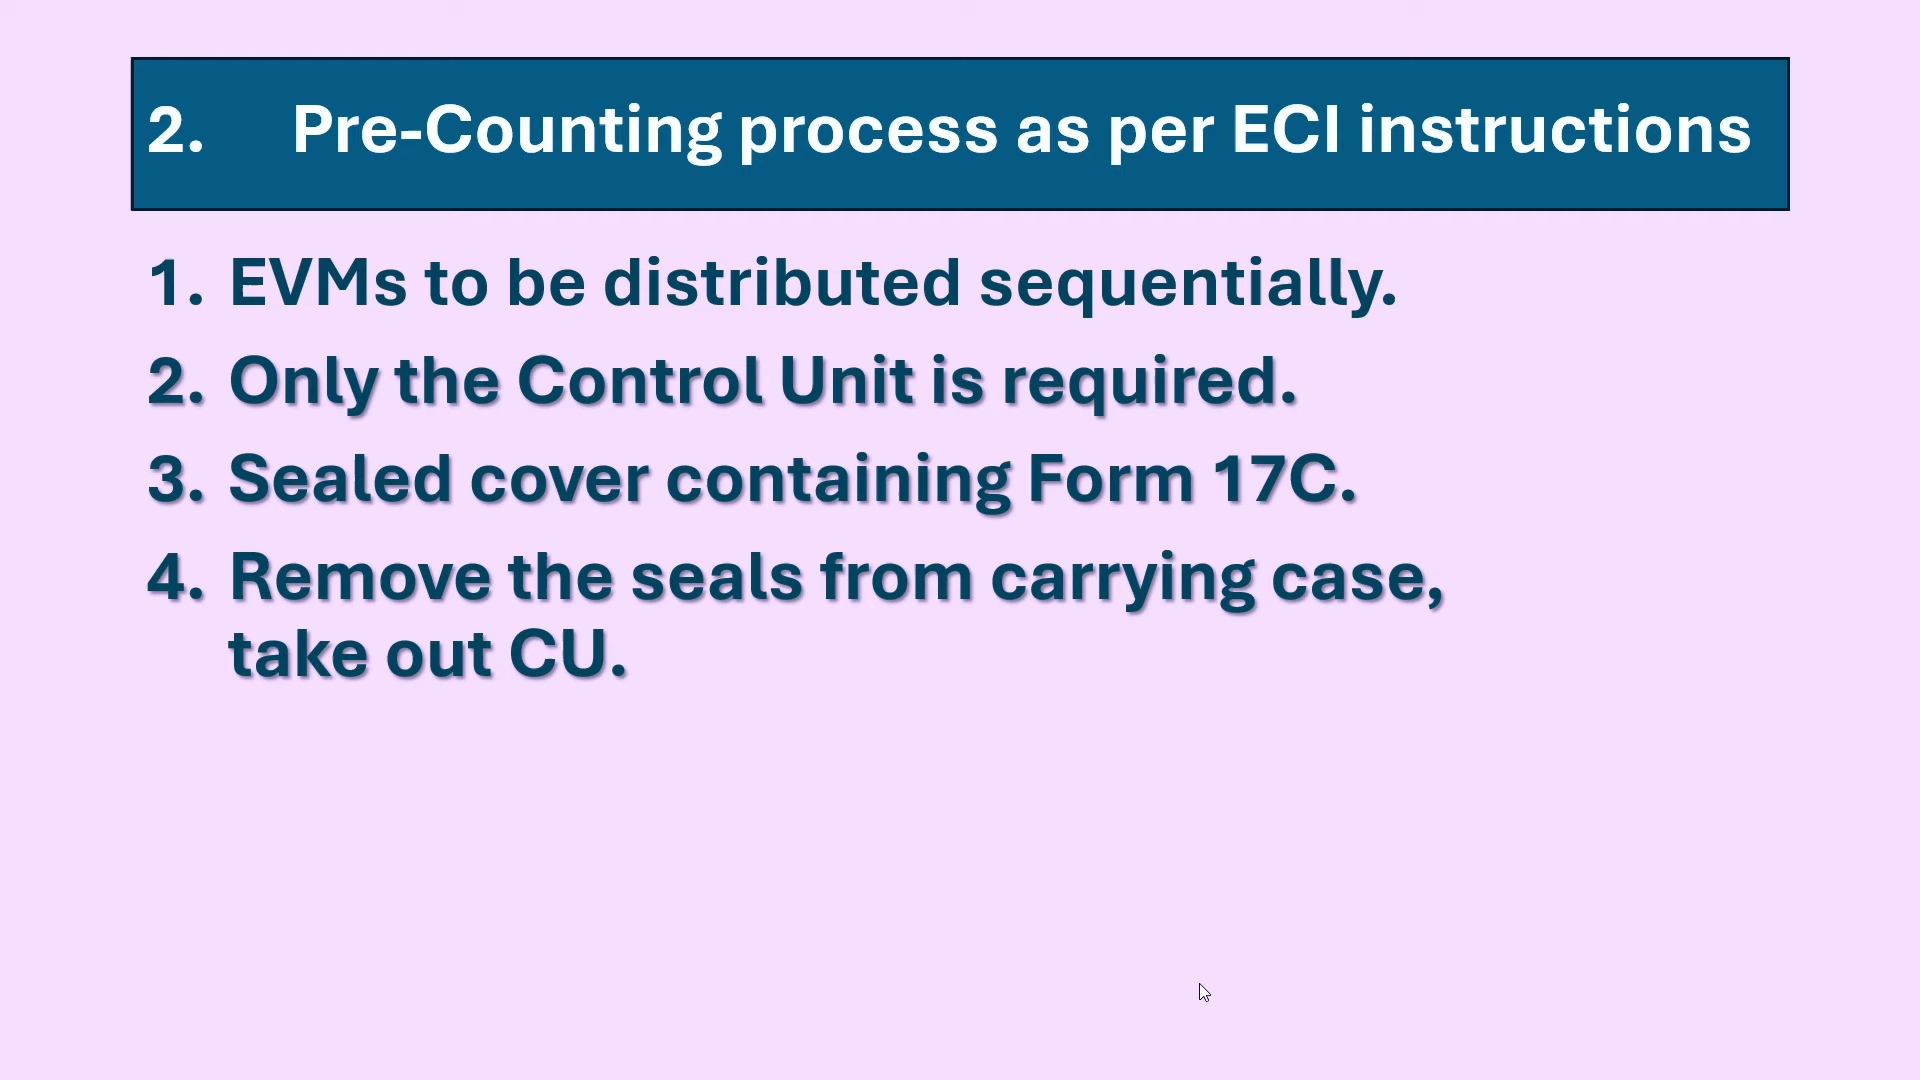 2. Pre-Counting process as per ECI instructions
1. EVMs to be distributed sequentially.
2. Only the Control Unit is required.
3. Sealed cover containing Form 17C.
4. Remove the seals from carrying case,
take out CU.